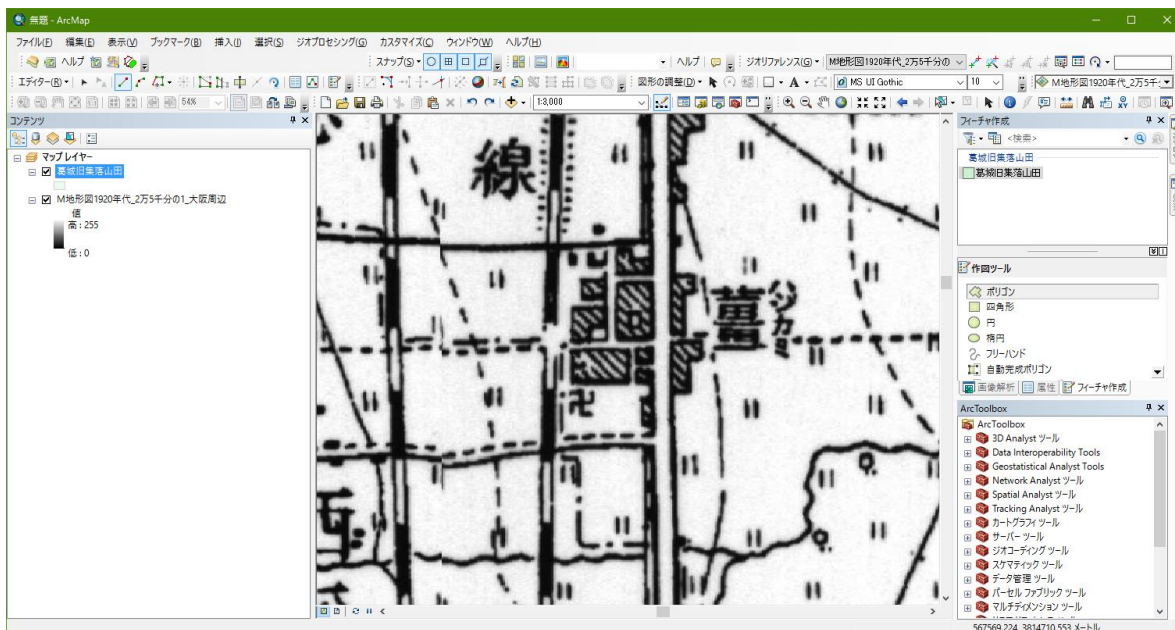 無題 - ArcMap
ファイル(F) 編集(E) 表示(V) ブックマーク(B) 挿入(I) 選択(S) ジオプロセシング(G) カスタマイズ(C) ウィンドウ(W) ヘルプ(H)
ヘルプ スナップ(S) ヘルプ ジオリファレンス(G) M地形図1920年代_2万5千分の
エディター(R) 図形の調整(D) MS UI Gothic 10 M地形図1920年代_2万5千分
54% 1:3,000
コンテンツ
マップ レイヤー
葛城旧集落山田
M地形図1920年代_2万5千分の1_大阪周辺
値
高 : 255
低 : 0
線
ハジカミ
フィーチャ作成
<検索>
葛城旧集落山田
葛城旧集落山田
作図ツール
ポリゴン
四角形
円
楕円
フリーハンド
自動完成ポリゴン
画像解析 属性 フィーチャ作成
ArcToolbox
ArcToolbox
3D Analyst ツール
Data Interoperability Tools
Geostatistical Analyst Tools
Network Analyst ツール
Spatial Analyst ツール
Tracking Analyst ツール
カートグラフィ ツール
サーバー ツール
ジオコーディング ツール
スケマティック ツール
データ管理 ツール
パーセル ファブリック ツール
マルチディメンション ツール
567569.224 3814710.553 メートル